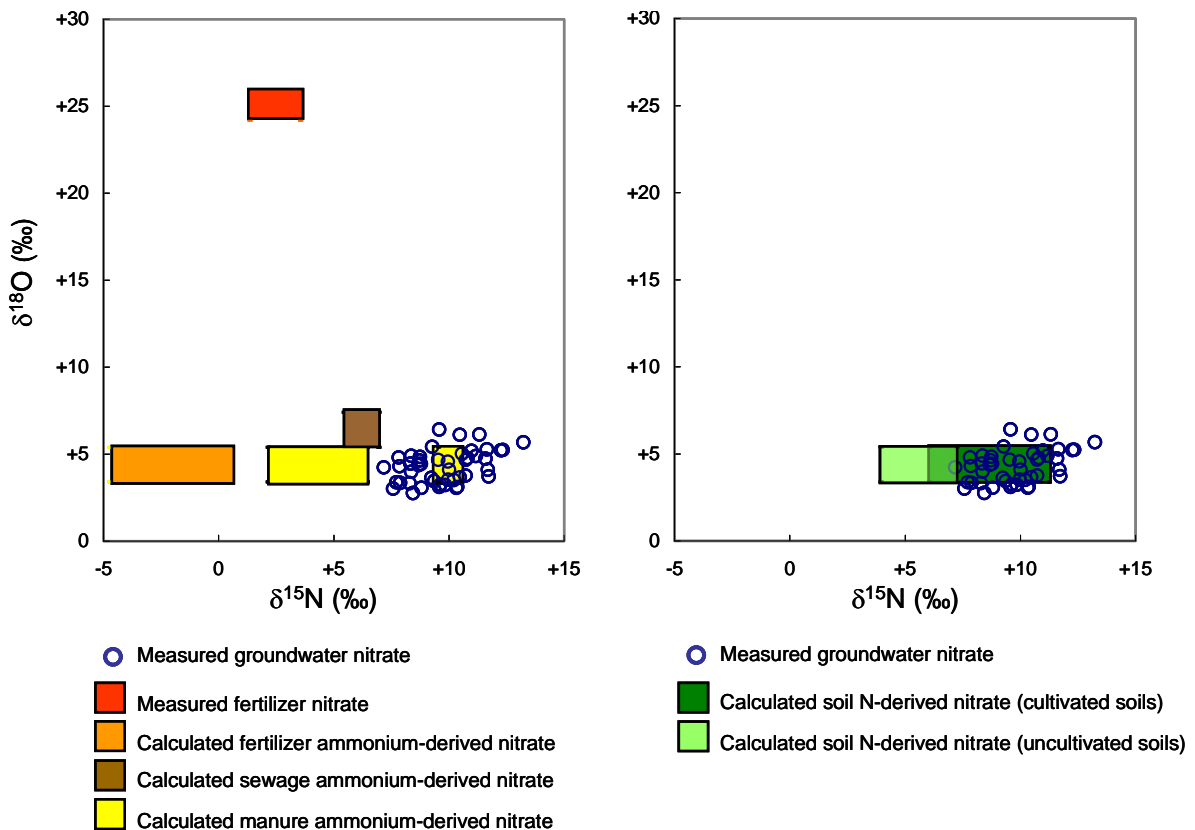 +30
+25
+20
+15
+10
+5
0
-5 0 +5 +10 +15
δ18O (‰)
δ15N (‰)
Measured groundwater nitrate
Measured fertilizer nitrate
Calculated fertilizer ammonium-derived nitrate
Calculated sewage ammonium-derived nitrate
Calculated manure ammonium-derived nitrate
+30
+25
+20
+15
+10
+5
0
-5 0 +5 +10 +15
δ15N (‰)
Measured groundwater nitrate
Calculated soil N-derived nitrate (cultivated soils)
Calculated soil N-derived nitrate (uncultivated soils)